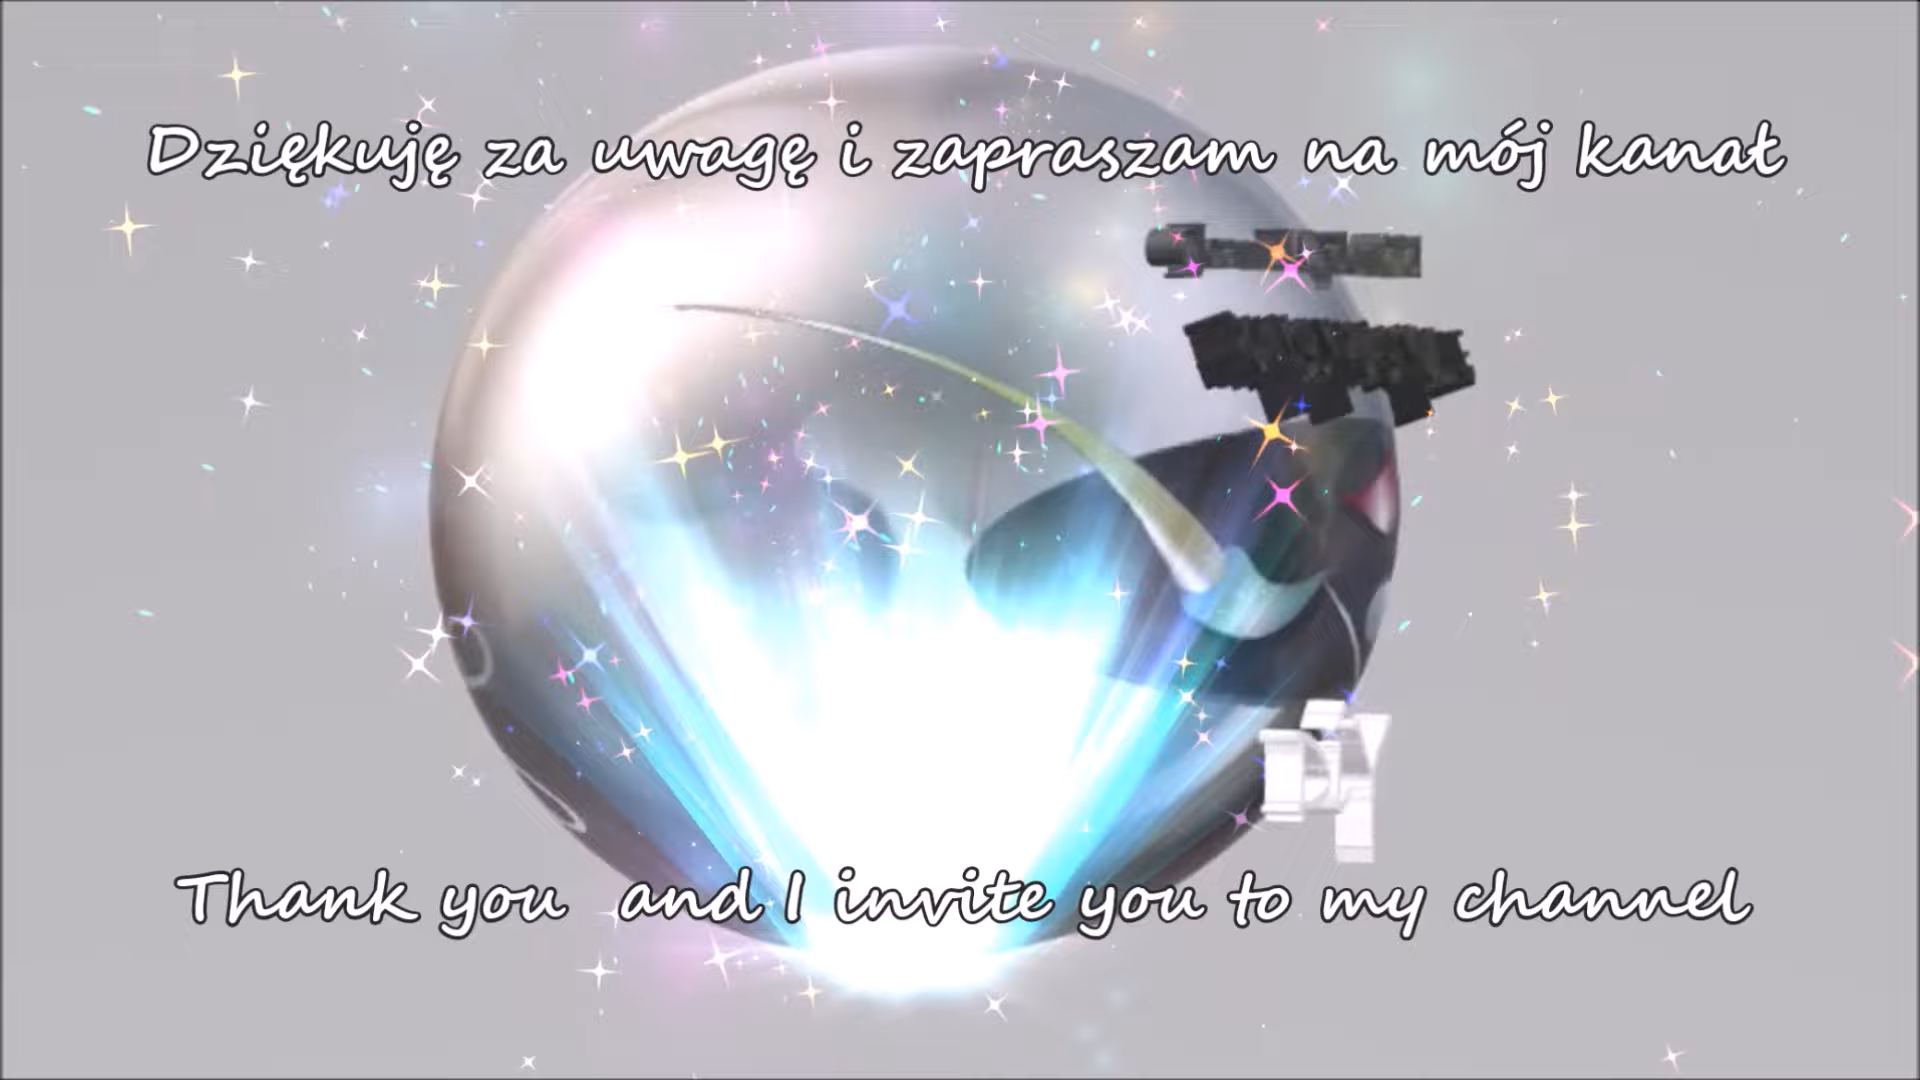 Dziękuję za uwagę i zapraszam na mój kanał
Thank you and I invite you to my channel